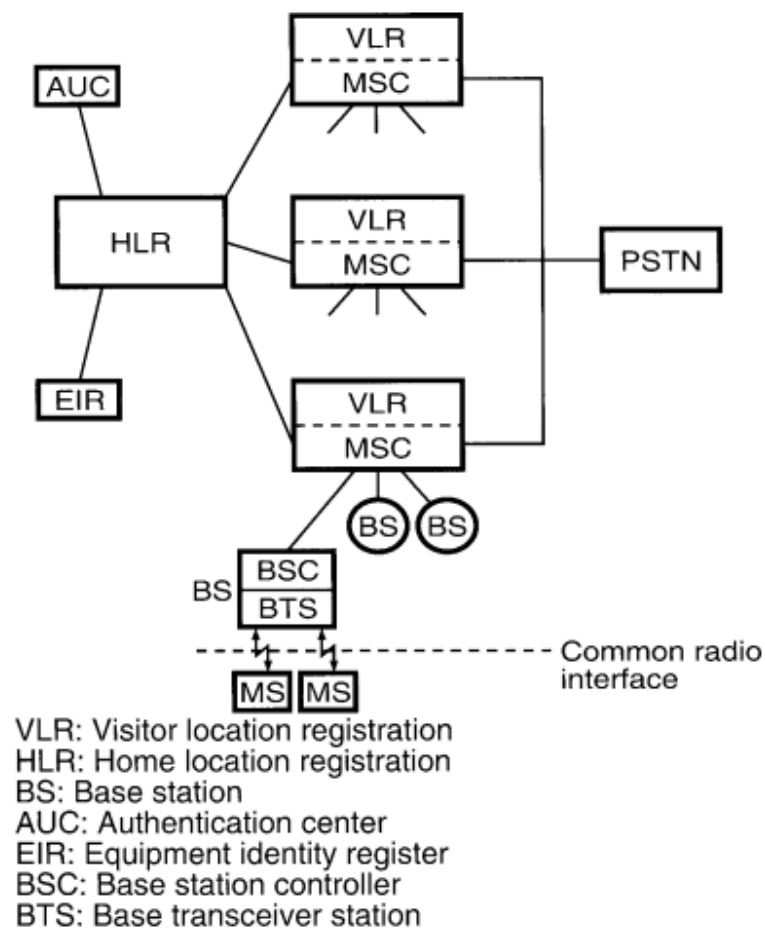 VLR
MSC
AUC
VLR
MSC
HLR
PSTN
EIR
VLR
MSC
BS
BS
BS
BSC
BTS
Common radio
interface
MS
MS
VLR: Visitor location registration
HLR: Home location registration
BS: Base station
AUC: Authentication center
EIR: Equipment identity register
BSC: Base station controller
BTS: Base transceiver station